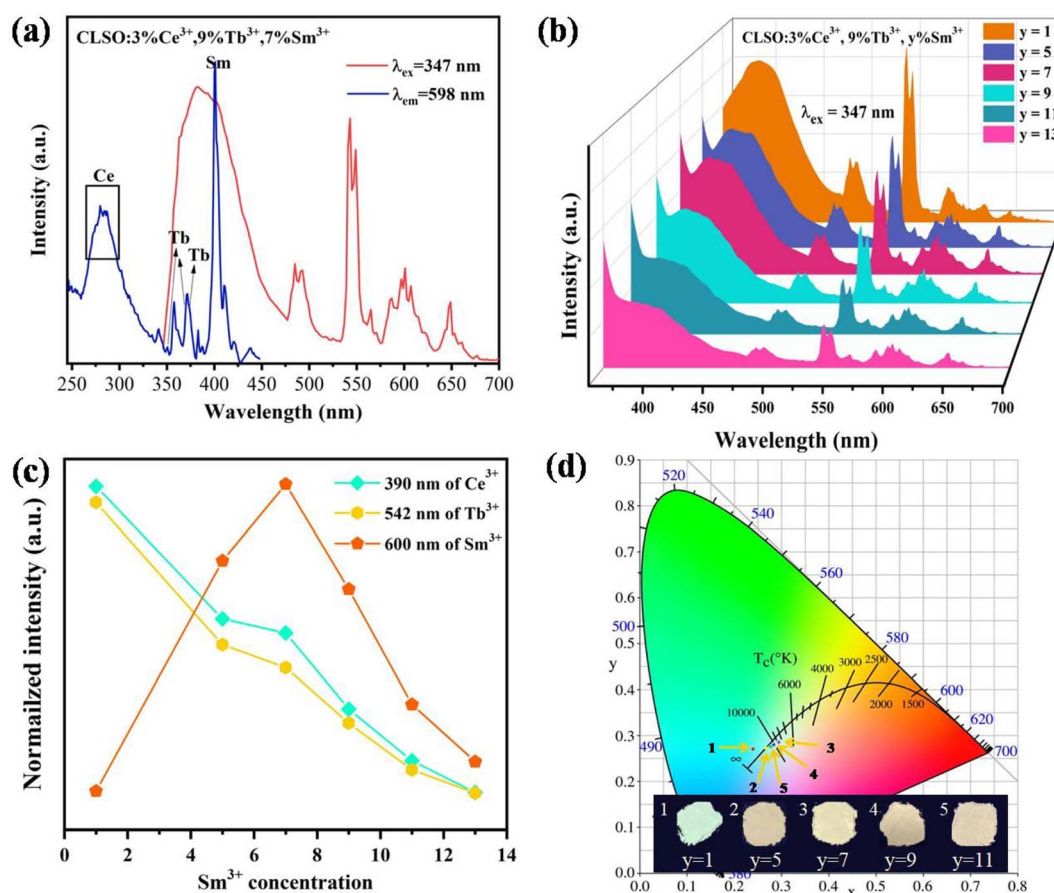 (a)
CLSO:3%Ce³⁺,9%Tb³⁺,7%Sm³⁺
Sm
λex=347 nm
λem=598 nm
Ce
Tb
Tb
Intensity (a.u.)
250 300 350 400 450 500 550 600 650 700
Wavelength (nm)
(b)
CLSO:3%Ce³⁺, 9%Tb³⁺, y%Sm³⁺
λex = 347 nm
y = 1
y = 5
y = 7
y = 9
y = 11
y = 13
Intensity (a.u.)
400 450 500 550 600 650 700
Wavelength (nm)
(c)
390 nm of Ce³⁺
542 nm of Tb³⁺
600 nm of Sm³⁺
Normalized intensity (a.u.)
0 2 4 6 8 10 12 14
Sm³⁺ concentration
(d)
0.9
0.8
0.7
0.6
0.5
y
0.4
0.3
0.2
0.1
0.0
520
540
560
500
580
600
620
700
490
580
Tc(°K)
4000 3000 2500
6000
10000
2000 1500
∞
1
3
4
2 5
1 2 3 4 5
y=1 y=5 y=7 y=9 y=11
0.0 0.1 0.2 0.3 0.4 0.5 0.6 0.7 0.8
x